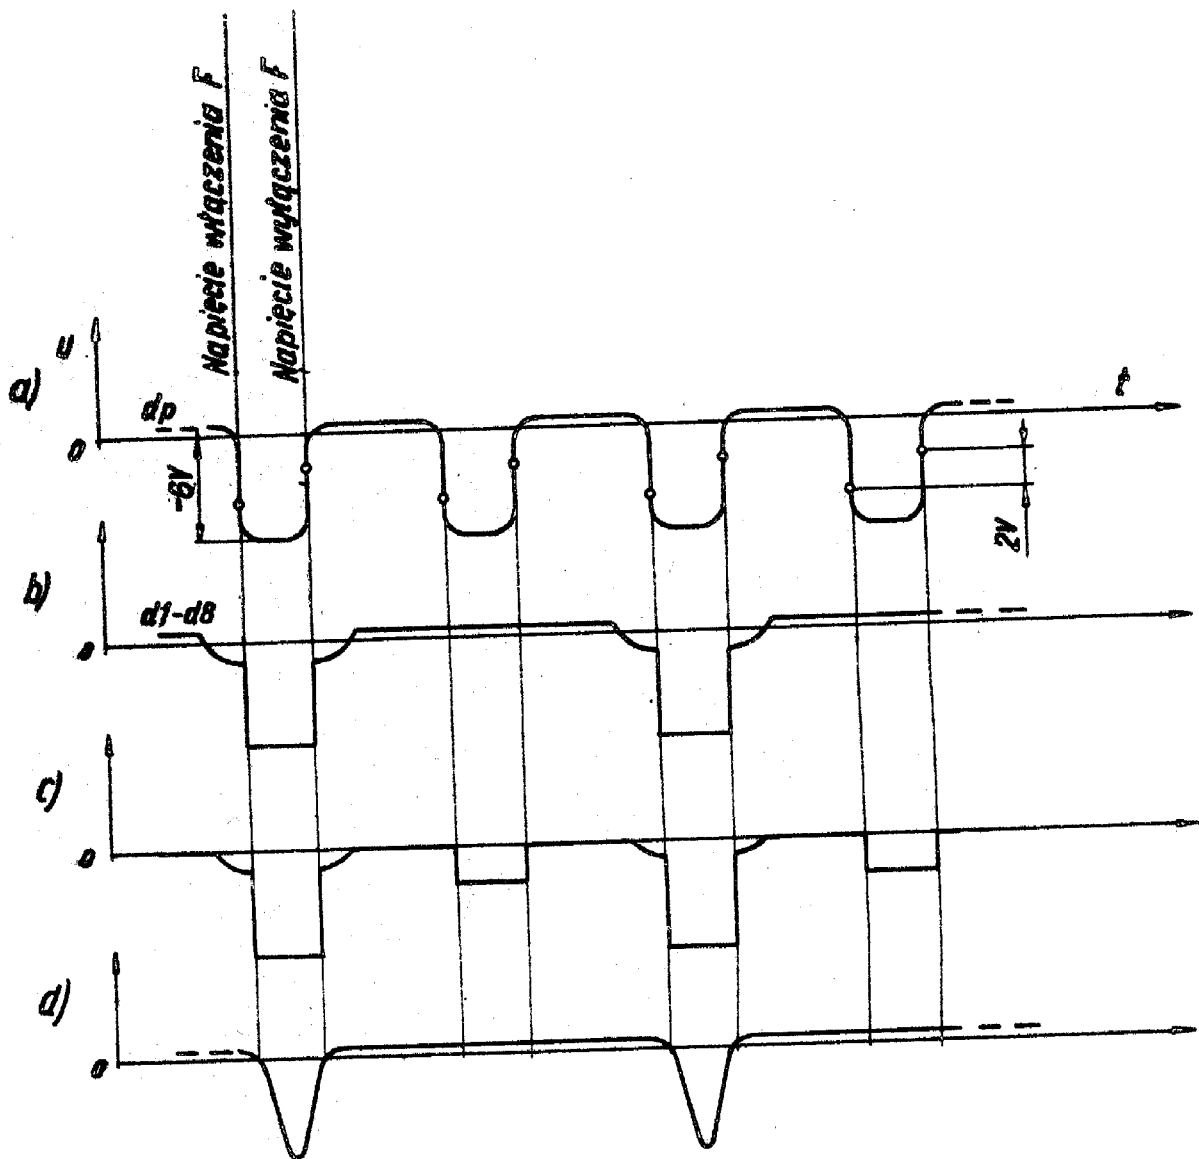 Napięcie włączenia F
Napięcie wyłączenia F
a)
U
0
dp
-6V
t
2V
b)
d1-d8
0
c)
0
d)
0